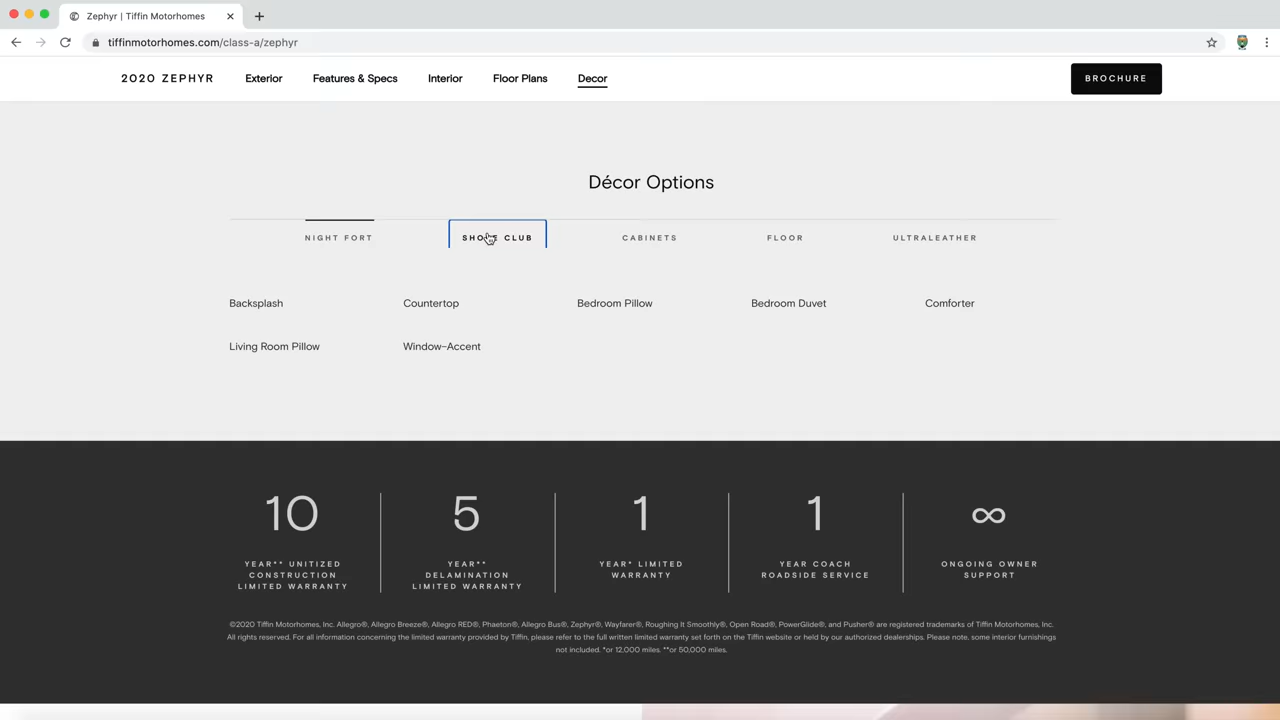 Zephyr | Tiffin Motorhomes
tiffinmotorhomes.com/class-a/zephyr
2020 ZEPHYR Exterior Features & Specs Interior Floor Plans Decor BROCHURE
Décor Options
NIGHT FORT SHORE CLUB CABINETS FLOOR ULTRALEATHER
Backsplash Countertop Bedroom Pillow Bedroom Duvet Comforter
Living Room Pillow Window-Accent
10
YEAR** UNITIZED
CONSTRUCTION
LIMITED WARRANTY
5
YEAR**
DELAMINATION
LIMITED WARRANTY
1
YEAR* LIMITED
WARRANTY
1
YEAR COACH
ROADSIDE SERVICE
∞
ONGOING OWNER
SUPPORT
©2020 Tiffin Motorhomes, Inc. Allegro®, Allegro Breeze®, Allegro RED®, Phaeton®, Allegro Bus®, Zephyr®, Wayfarer®, Roughing It Smoothly®, Open Road®, PowerGlide®, and Pusher® are registered trademarks of Tiffin Motorhomes, Inc.
All rights reserved. For all information concerning the limited warranty provided by Tiffin, please refer to the full written limited warranty set forth on the Tiffin website or held by our authorized dealerships. Please note, some interior furnishings
not included. *or 12,000 miles. **or 50,000 miles.